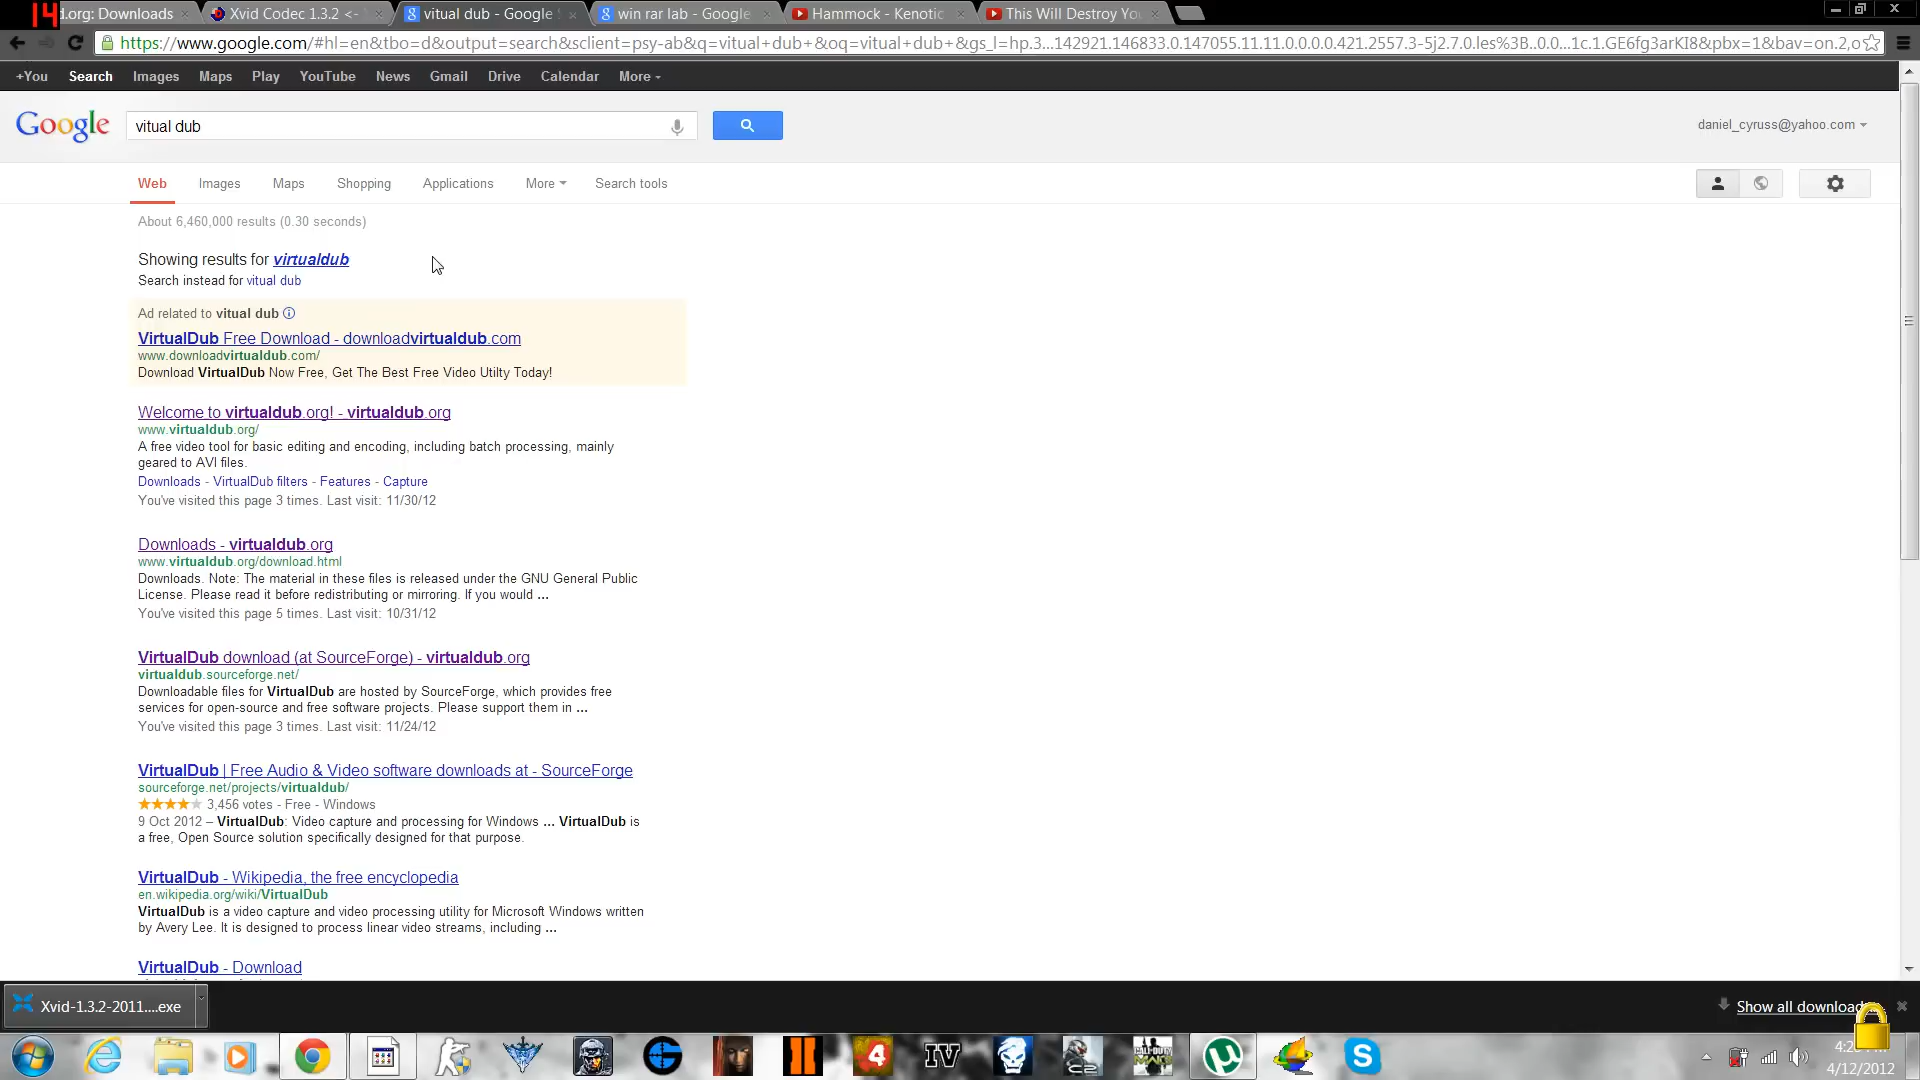 14
d.org: Downloads
Xvid Codec 1.3.2 <-
vitual dub - Google
win rar lab - Google
Hammock - Kenotic
This Will Destroy Yo
https://www.google.com/#hl=en&tbo=d&output=search&sclient=psy-ab&q=vitual+dub+&oq=vitual+dub+&gs_l=hp.3...142921.146833.0.147055.11.11.0.0.0.0.421.2557.3-5j2.7.0.les%3B..0.0...1c.1.GE6fg3arKI8&pbx=1&bav=on.2,o
+You Search Images Maps Play YouTube News Gmail Drive Calendar More
Google
vitual dub
daniel_cyruss@yahoo.com
Web Images Maps Shopping Applications More Search tools
About 6,460,000 results (0.30 seconds)
Showing results for virtualdub
Search instead for vitual dub
Ad related to vitual dub
VirtualDub Free Download - downloadvirtualdub.com
www.downloadvirtualdub.com/
Download VirtualDub Now Free, Get The Best Free Video Utilty Today!
Welcome to virtualdub.org! - virtualdub.org
www.virtualdub.org/
A free video tool for basic editing and encoding, including batch processing, mainly
geared to AVI files.
Downloads - VirtualDub filters - Features - Capture
You've visited this page 3 times. Last visit: 11/30/12
Downloads - virtualdub.org
www.virtualdub.org/download.html
Downloads. Note: The material in these files is released under the GNU General Public
License. Please read it before redistributing or mirroring. If you would ...
You've visited this page 5 times. Last visit: 10/31/12
VirtualDub download (at SourceForge) - virtualdub.org
virtualdub.sourceforge.net/
Downloadable files for VirtualDub are hosted by SourceForge, which provides free
services for open-source and free software projects. Please support them in ...
You've visited this page 3 times. Last visit: 11/24/12
VirtualDub | Free Audio & Video software downloads at - SourceForge
sourceforge.net/projects/virtualdub/
3,456 votes - Free - Windows
9 Oct 2012 – VirtualDub: Video capture and processing for Windows ... VirtualDub is
a free, Open Source solution specifically designed for that purpose.
VirtualDub - Wikipedia, the free encyclopedia
en.wikipedia.org/wiki/VirtualDub
VirtualDub is a video capture and video processing utility for Microsoft Windows written
by Avery Lee. It is designed to process linear video streams, including ...
VirtualDub - Download
Xvid-1.3.2-2011....exe
Show all downloads
4/12/2012